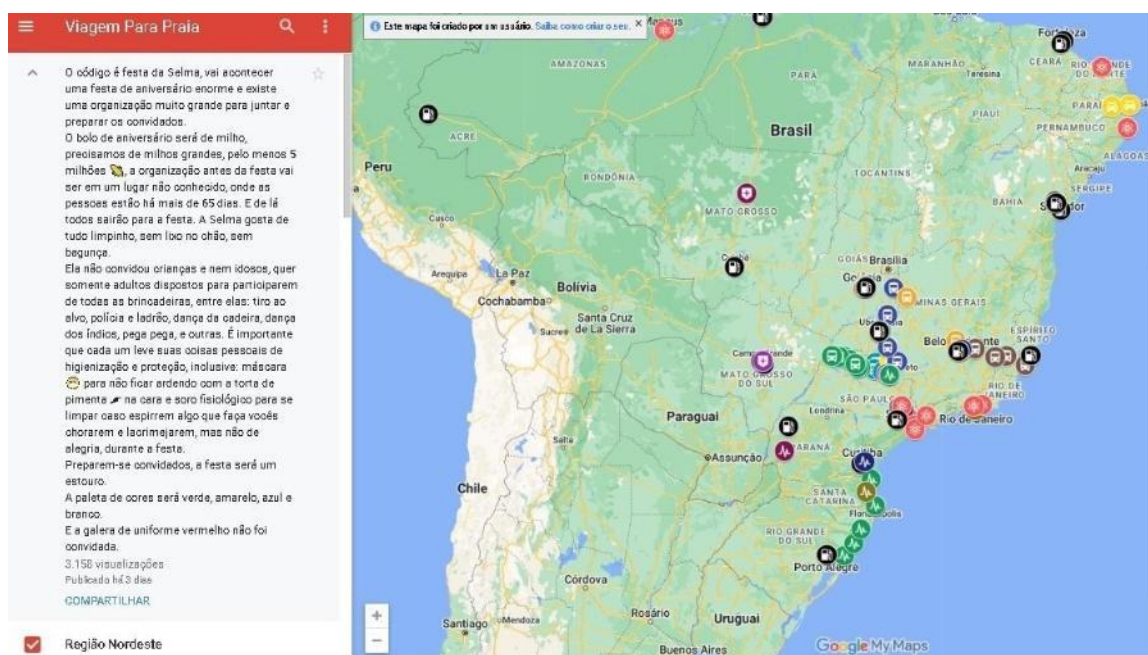 Viagem Para Praia
O código é festa da Selma, vai acontecer
uma festa de aniversário enorme e existe
uma organização muito grande para juntar e
preparar os convidados.
O bolo de aniversário será de milho,
precisamos de milhos grandes, pelo menos 5
milhões 🌽, a organização antes da festa vai
ser em um lugar não conhecido, onde as
pessoas estão há mais de 65 dias. E de lá
todos sairão para a festa. A Selma gosta de
tudo limpinho, sem lixo no chão, sem
bagunça.
Ela não convidou crianças e nem idosos, quer
somente adultos dispostos para participarem
de todas as brincadeiras, entre elas: tiro ao
alvo, polícia e ladrão, dança da cadeira, dança
dos índios, pega pega, e outras. É importante
que cada um leve suas coisas pessoais de
higienização e proteção, inclusive: máscara
😷 para não ficar ardendo com a torta de
pimenta 🌶 na cara e soro fisiológico para se
limpar caso espirrem algo que faça vocês
chorarem e lacrimejarem, mas não de
alegria, durante a festa.
Preparem-se convidados, a festa será um
estouro.
A paleta de cores será verde, amarelo, azul e
branco.
E a galera de uniforme vermelho não foi
convidada.
3.158 visualizações
Publicado há 3 dias
COMPARTILHAR
Região Nordeste
Este mapa foi criado por um usuário. Saiba como criar o seu.
AMAZONAS
PARÁ
MARANHÃO
Teresina
CEARÁ
PIAUÍ
PERNAMBUCO
ALAGOAS
Aracaju
SERGIPE
ACRE
Brasil
Peru
RONDÔNIA
TOCANTINS
BAHIA
MATO GROSSO
Cusco
GOIÁS
Brasília
Arequipa
La Paz
Bolívia
Cochabamba
MINAS GERAIS
Santa Cruz
de La Sierra
Sucre
ESPÍRITO
SANTO
MATO GROSSO
DO SUL
RIO DE
JANEIRO
SÃO PAULO
Rio de Janeiro
Londrina
Paraguai
PARANÁ
Salta
Assunção
Curitiba
Chile
SANTA
CATARINA
RIO GRANDE
DO SUL
Porto Alegre
Córdova
Rosário
Uruguai
Santiago
Mendoza
Buenos Aires
Google My Maps